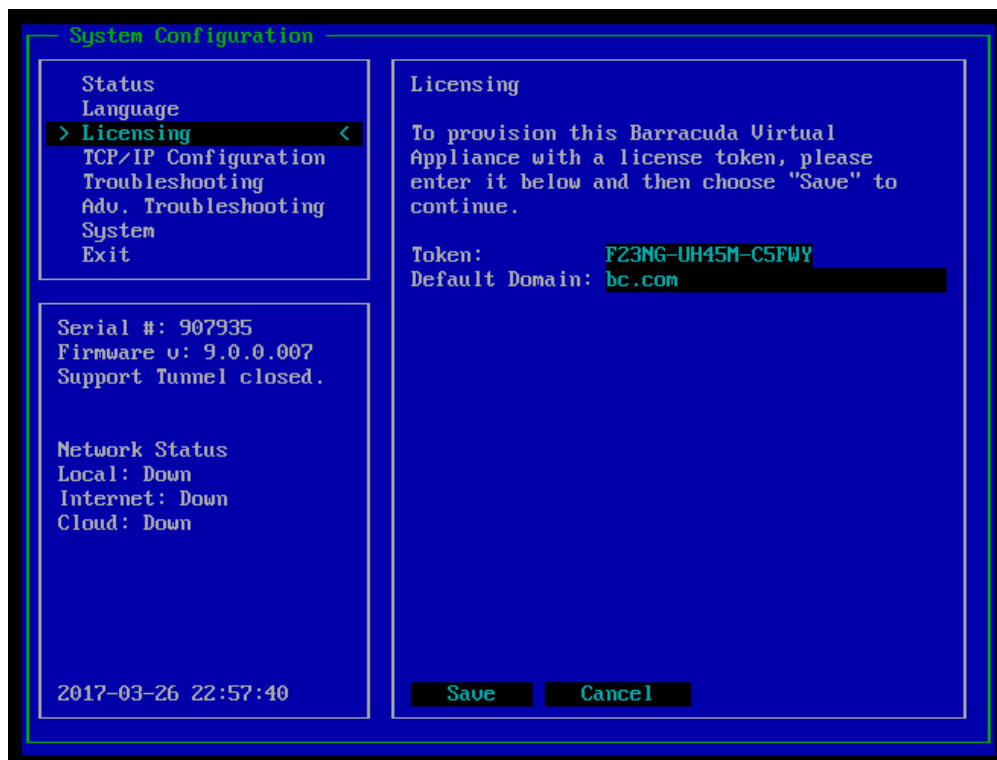 System Configuration
Status
Language
> Licensing <
TCP/IP Configuration
Troubleshooting
Adv. Troubleshooting
System
Exit
Serial #: 907935
Firmware v: 9.0.0.007
Support Tunnel closed.
Network Status
Local: Down
Internet: Down
Cloud: Down
2017-03-26 22:57:40
Licensing
To provision this Barracuda Virtual
Appliance with a license token, please
enter it below and then choose "Save" to
continue.
Token: F23NG-UH45M-C5FWY
Default Domain: bc.com
Save Cancel